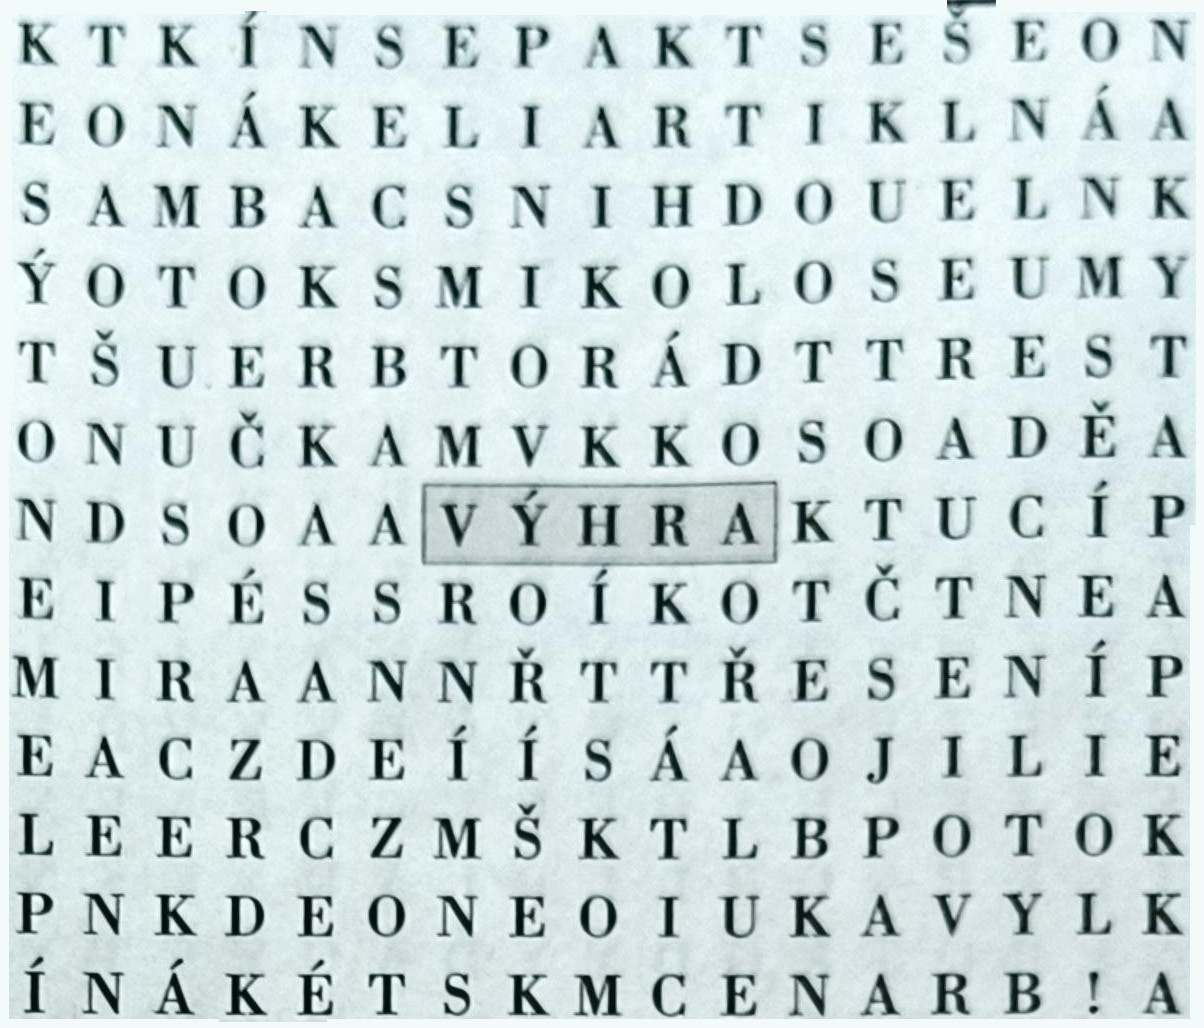 K T K Í N S E P A K T S E Š E O N
E O N Á K E L I A R T I K L N Á A
S A M B A C S N I H D O U E L N K
Ý O T O K S M I K O L O S E U M Y
T Š U E R B T O R Á D T T R E S T
O N U Č K A M V K K O S O A D Ě A
N D S O A A V Ý H R A K T U C Í P
E I P É S S R O Í K O T Č T N E A
M I R A A N N Ř T T Ř E S E N Í P
E A C Z D E Í Í S Á A O J I L I E
L E E R C Z M Š K T L B P O T O K
P N K D E O N E O I U K A V Y L K
Í N Á K É T S K M C E N A R B ! A